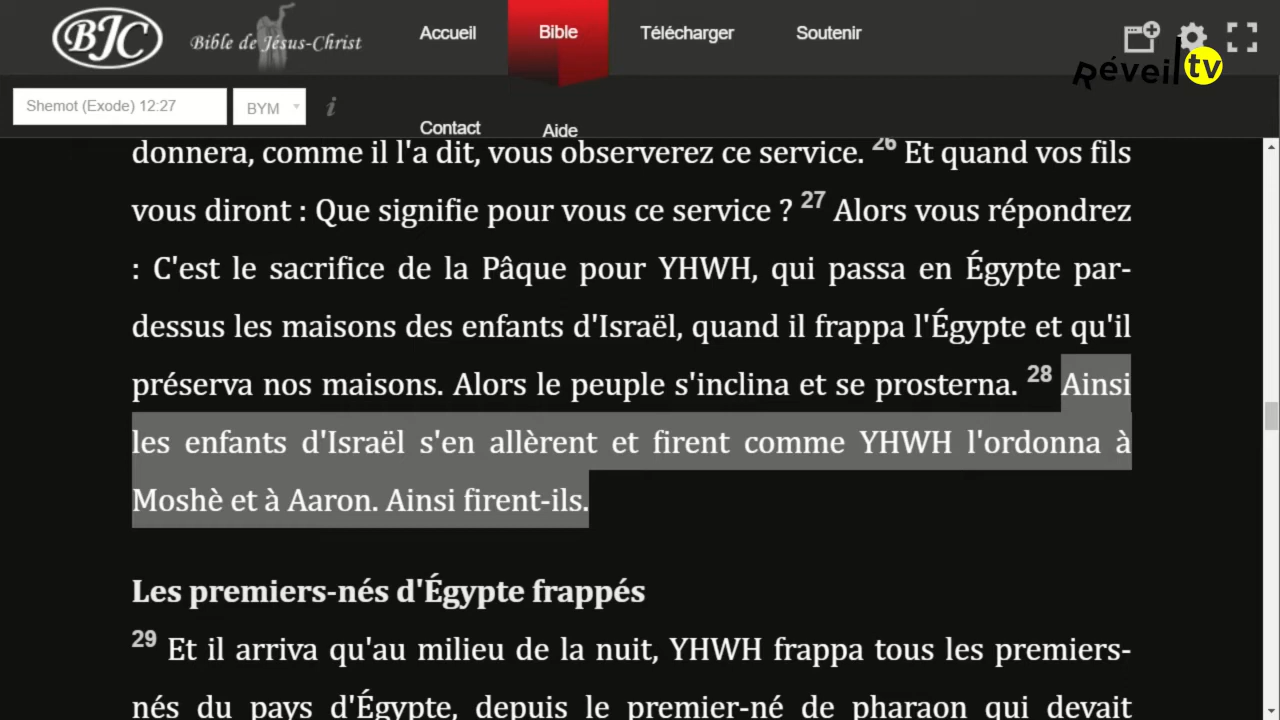 BJC
Bible de Jésus-Christ
Accueil
Bible
Télécharger
Soutenir
Réveil tv
Shemot (Exode) 12:27
BYM
i
Contact
Aide
donnera, comme il l'a dit, vous observerez ce service. 26 Et quand vos fils
vous diront : Que signifie pour vous ce service ? 27 Alors vous répondrez
: C'est le sacrifice de la Pâque pour YHWH, qui passa en Égypte par-
dessus les maisons des enfants d'Israël, quand il frappa l'Égypte et qu'il
préserva nos maisons. Alors le peuple s'inclina et se prosterna. 28 Ainsi
les enfants d'Israël s'en allèrent et firent comme YHWH l'ordonna à
Moshè et à Aaron. Ainsi firent-ils.
Les premiers-nés d'Égypte frappés
29 Et il arriva qu'au milieu de la nuit, YHWH frappa tous les premiers-
nés du pays d'Égypte, depuis le premier-né de pharaon qui devait